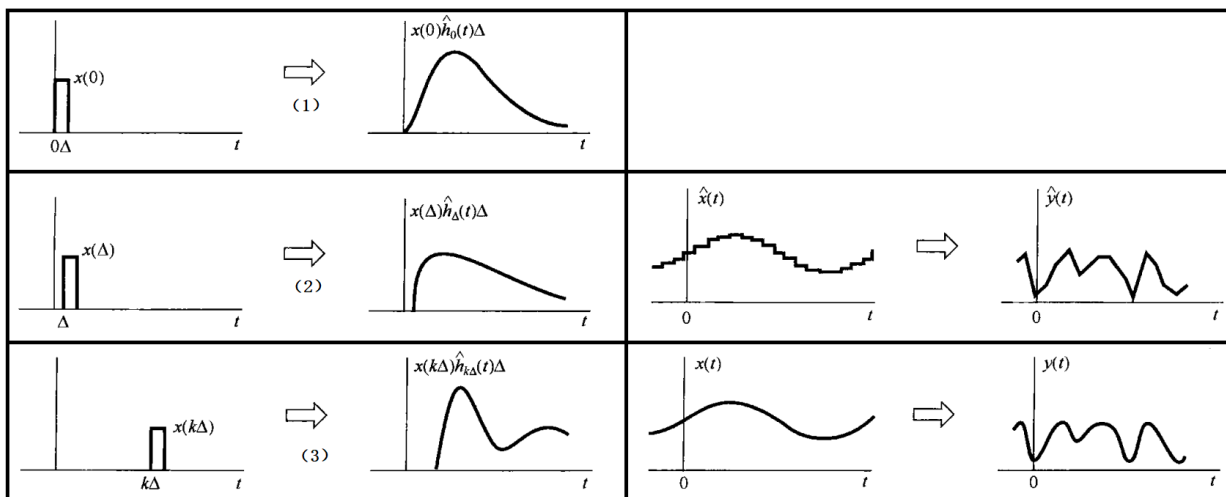 x(0)
0Δ
t
(1)
x(0)ĥ₀(t)Δ
t
x(Δ)
Δ
t
(2)
x(Δ)ĥ_Δ(t)Δ
t
x̂(t)
0
t
ŷ(t)
0
t
x(kΔ)
kΔ
t
(3)
x(kΔ)ĥ_kΔ(t)Δ
t
x(t)
0
t
y(t)
0
t